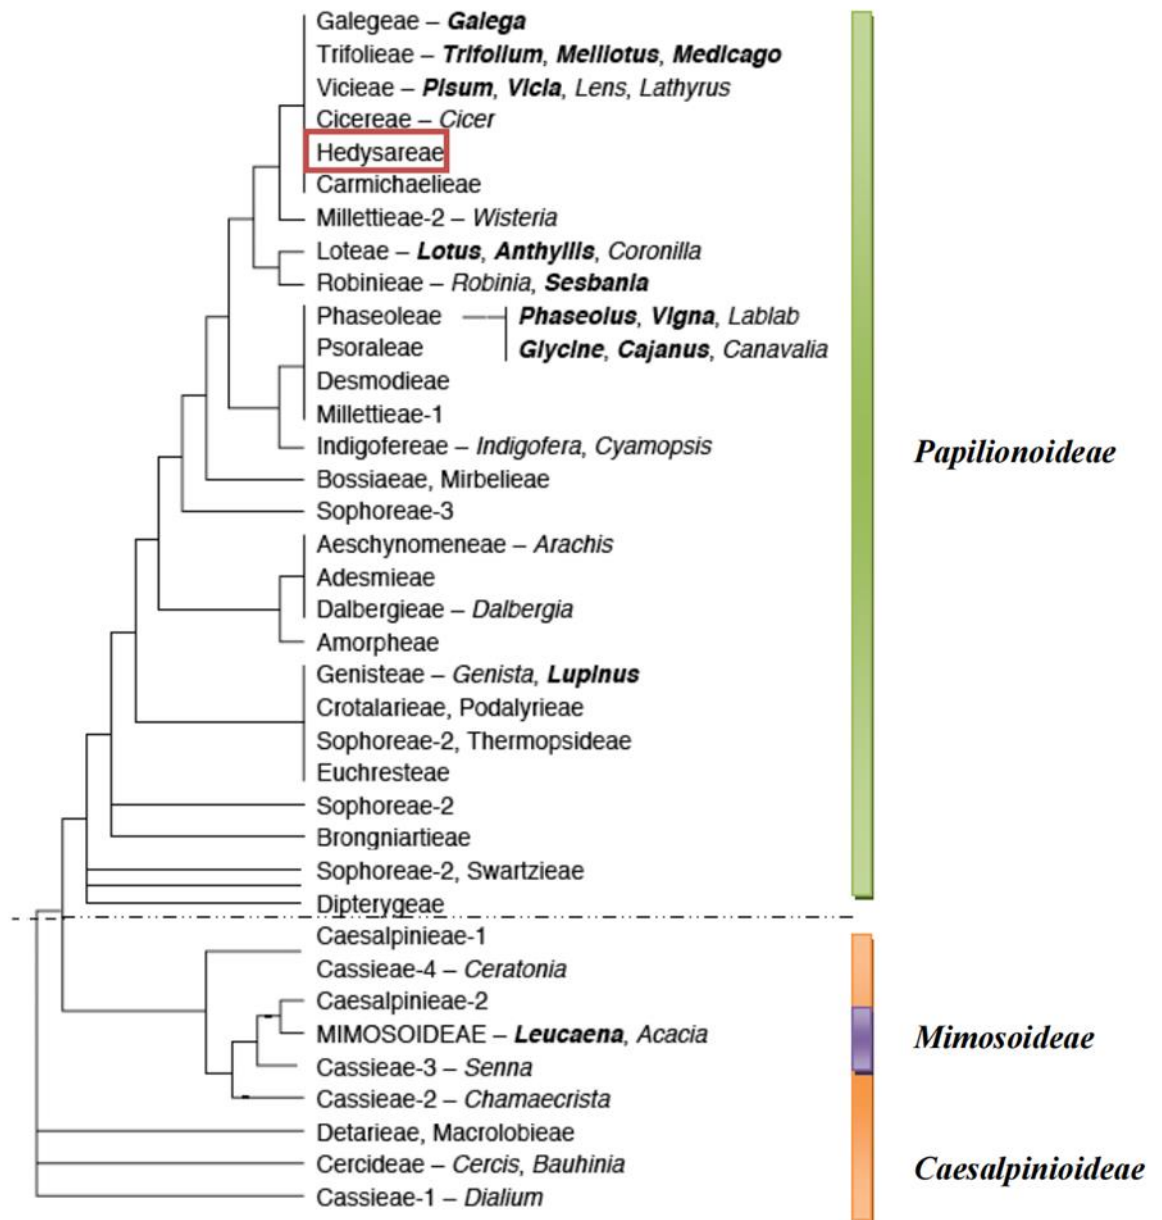 Galegeae – Galega
Trifolieae – Trifolium, Melilotus, Medicago
Vicieae – Pisum, Vicia, Lens, Lathyrus
Cicereae – Cicer
Hedysareae
Carmichaelieae
Millettieae-2 – Wisteria
Loteae – Lotus, Anthyllis, Coronilla
Robinieae – Robinia, Sesbania
Phaseoleae — Phaseolus, Vigna, Lablab
Psoraleae Glycine, Cajanus, Canavalia
Desmodieae
Millettieae-1
Indigofereae – Indigofera, Cyamopsis
Papilionoideae
Bossiaeae, Mirbelieae
Sophoreae-3
Aeschynomeneae – Arachis
Adesmieae
Dalbergieae – Dalbergia
Amorpheae
Genisteae – Genista, Lupinus
Crotalarieae, Podalyrieae
Sophoreae-2, Thermopsideae
Euchresteae
Sophoreae-2
Brongniartieae
Sophoreae-2, Swartzieae
Dipterygeae
Caesalpinieae-1
Cassieae-4 – Ceratonia
Caesalpinieae-2
MIMOSOIDEAE – Leucaena, Acacia
Mimosoideae
Cassieae-3 – Senna
Cassieae-2 – Chamaecrista
Detarieae, Macrolobieae
Cercideae – Cercis, Bauhinia
Caesalpinioideae
Cassieae-1 – Dialium